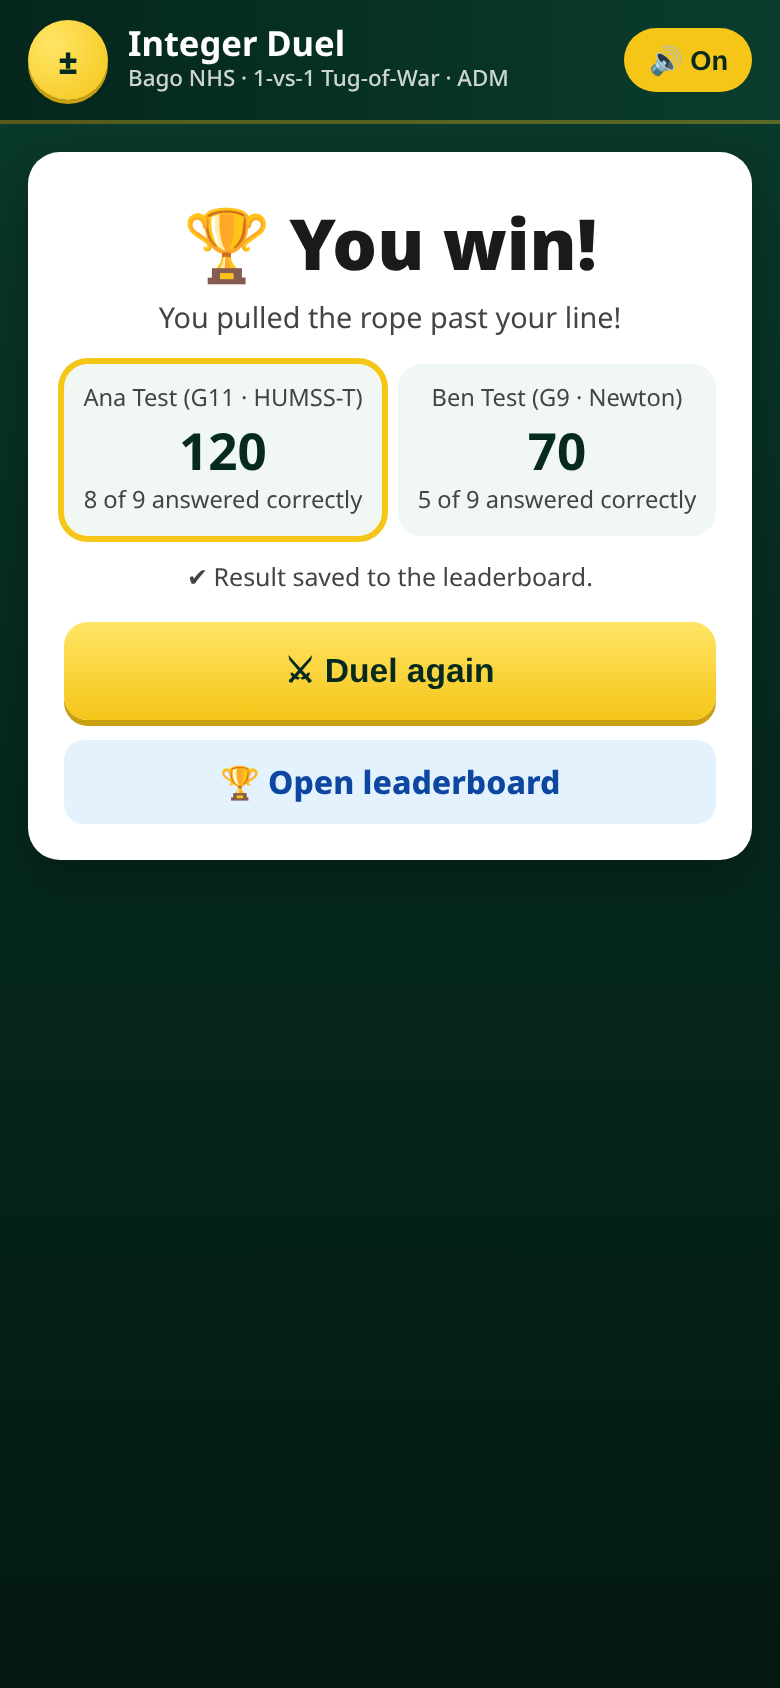 ±
Integer Duel
Bago NHS · 1-vs-1 Tug-of-War · ADM
🔊 On
🏆 You win!
You pulled the rope past your line!
Ana Test (G11 · HUMSS-T)
120
8 of 9 answered correctly
Ben Test (G9 · Newton)
70
5 of 9 answered correctly
✔ Result saved to the leaderboard.
⚔ Duel again
🏆 Open leaderboard